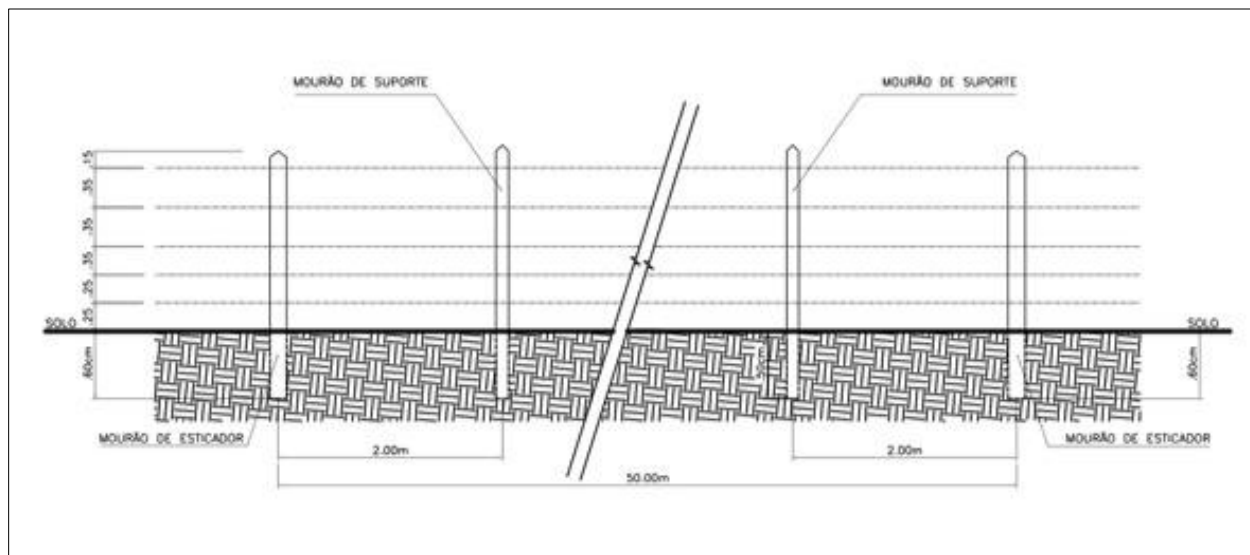 MOURÃO DE SUPORTE
MOURÃO DE SUPORTE
.15
.35
.35
.35
.25
.25
SOLO
SOLO
.60cm
50cm
.60cm
MOURÃO DE ESTICADOR
MOURÃO DE ESTICADOR
2.00m
2.00m
50.00m